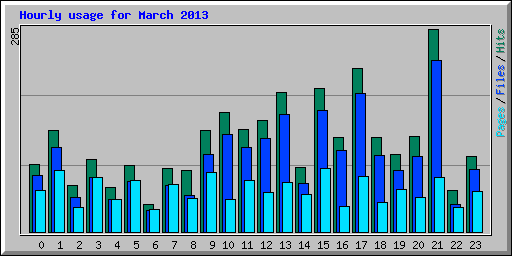 Hourly usage for March 2013
285
Pages/Files/Hits
0 1 2 3 4 5 6 7 8 9 10 11 12 13 14 15 16 17 18 19 20 21 22 23